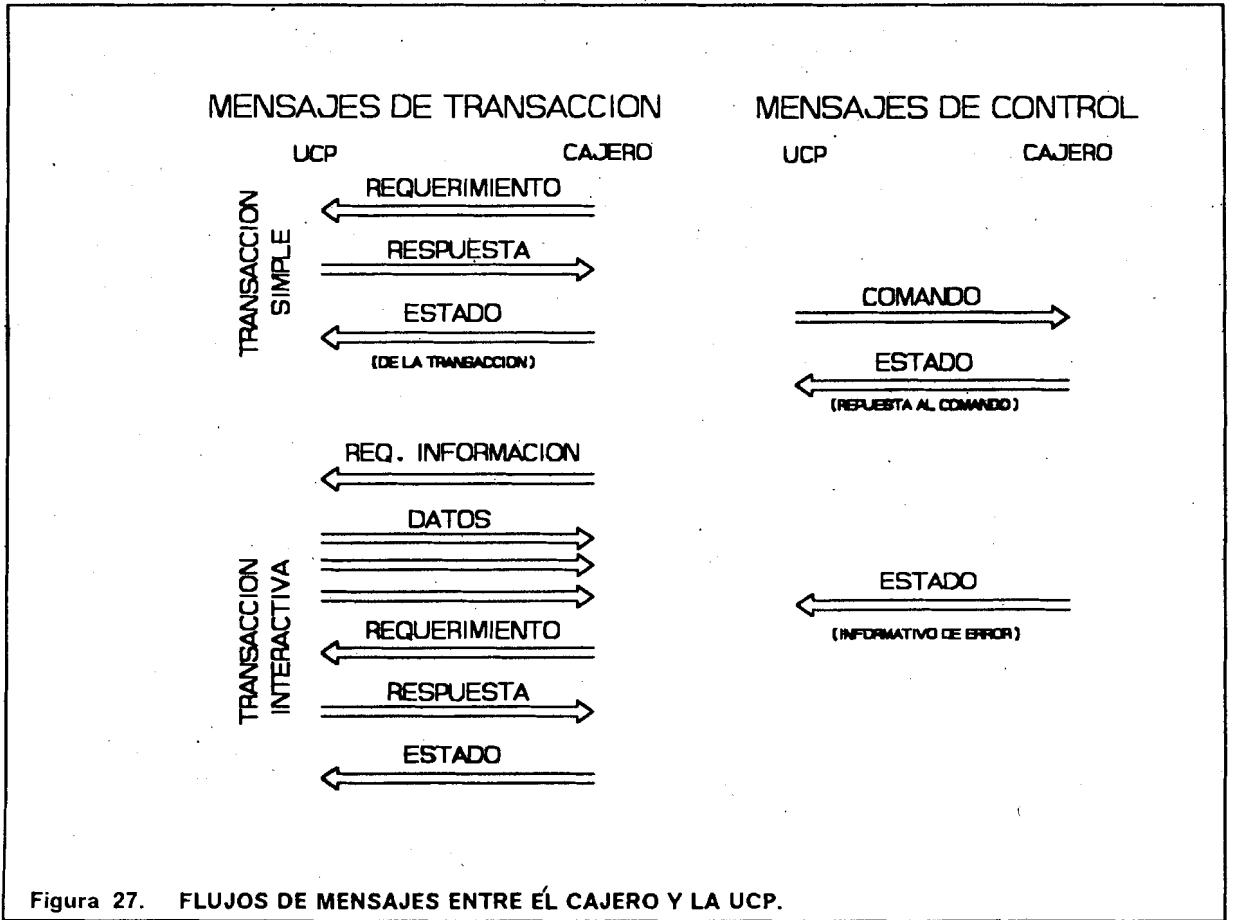 MENSAJES DE TRANSACCION
UCP CAJERO
TRANSACCION
SIMPLE
REQUERIMIENTO
RESPUESTA
ESTADO
(DE LA TRANSACCION)
TRANSACCION
INTERACTIVA
REQ. INFORMACION
DATOS
REQUERIMIENTO
RESPUESTA
ESTADO
MENSAJES DE CONTROL
UCP CAJERO
COMANDO
ESTADO
(REPUESTA AL COMANDO)
ESTADO
(INFORMATIVO DE ERROR)
Figura 27. FLUJOS DE MENSAJES ENTRE ÉL CAJERO Y LA UCP.